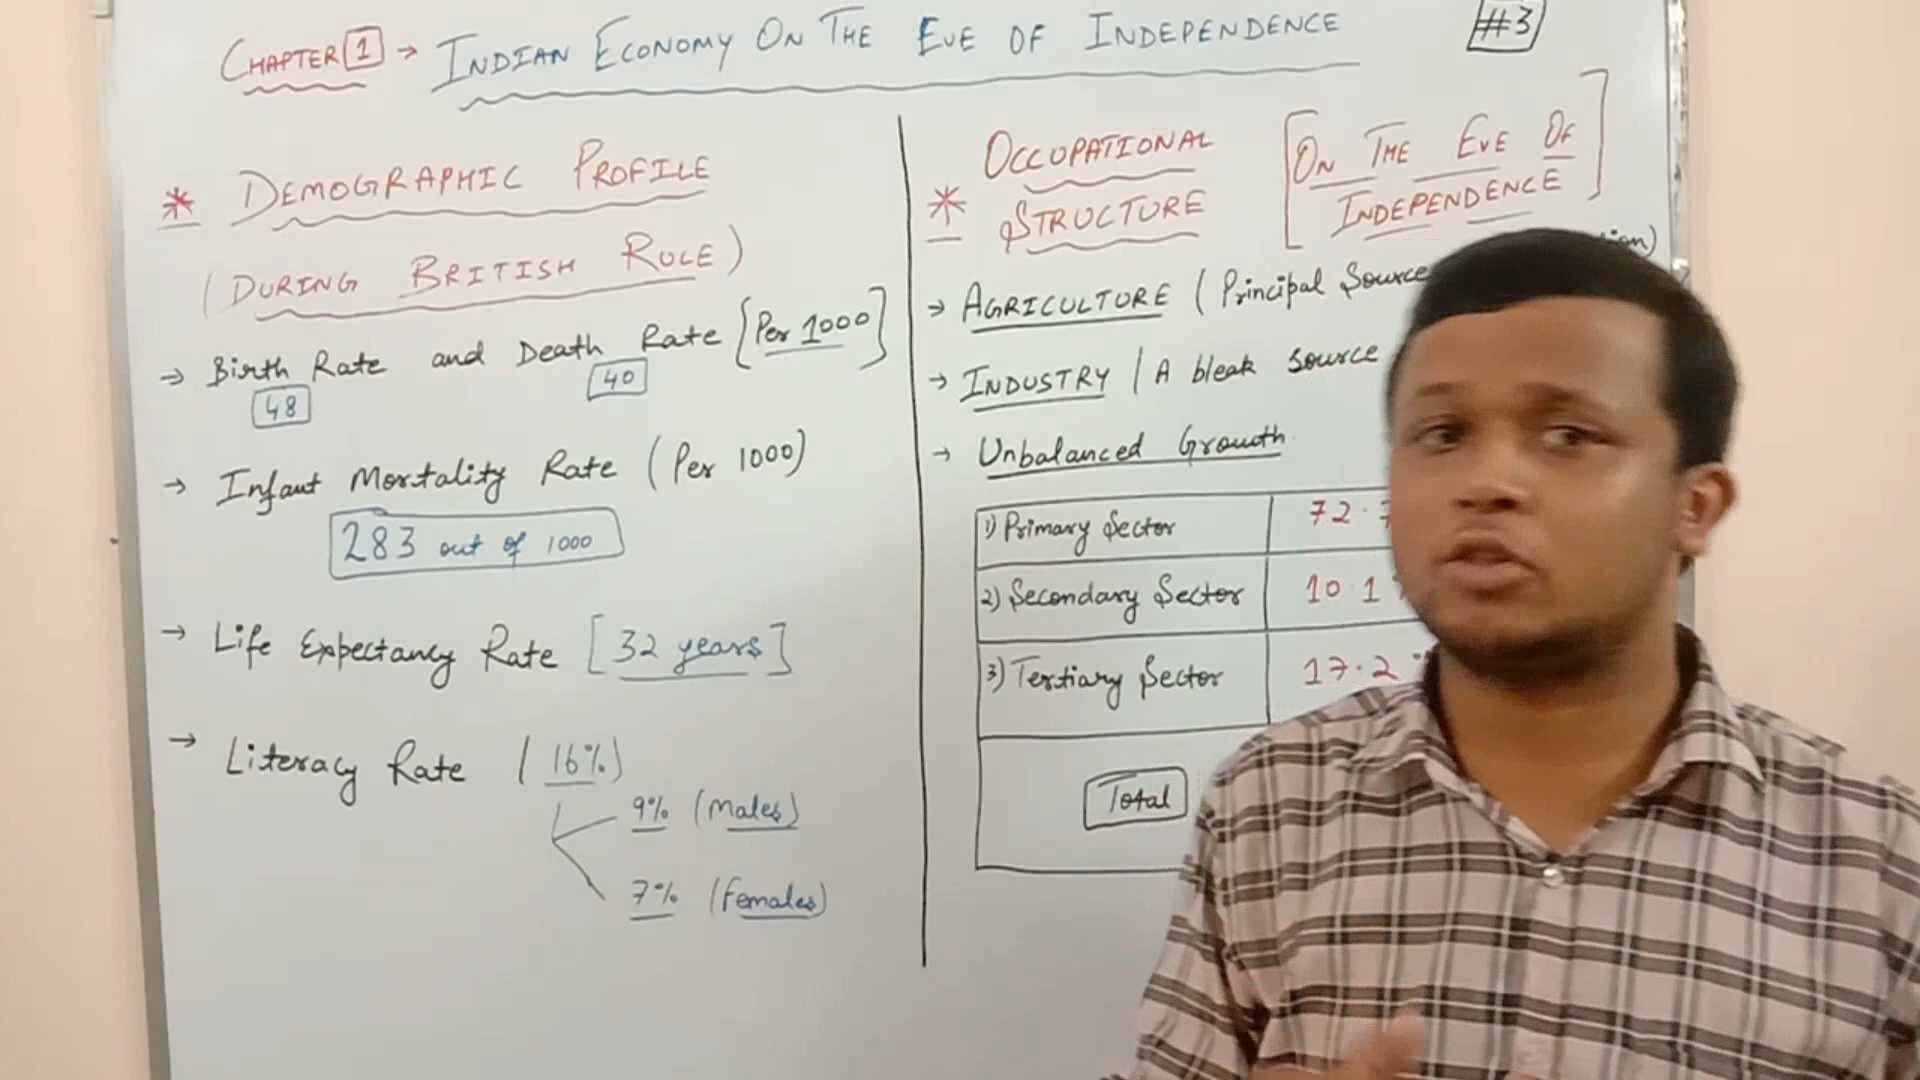 CHAPTER 1 → INDIAN ECONOMY ON THE EVE OF INDEPENDENCE
#3
* DEMOGRAPHIC PROFILE
(DURING BRITISH RULE)
→ Birth Rate and Death Rate [Per 1000]
48
40
→ Infant Mortality Rate (Per 1000)
283 out of 1000
→ Life Expectancy Rate [32 years]
→ Literacy Rate (16%)
9% (Males)
7% (Females)
* OCCUPATIONAL
STRUCTURE
[ON THE EVE OF
INDEPENDENCE]
→ AGRICULTURE (Principal Source
→ INDUSTRY (A bleak source
→ Unbalanced Growth
1) Primary Sector 72.7
2) Secondary Sector 10.1
3) Tertiary Sector 17.2 %
Total